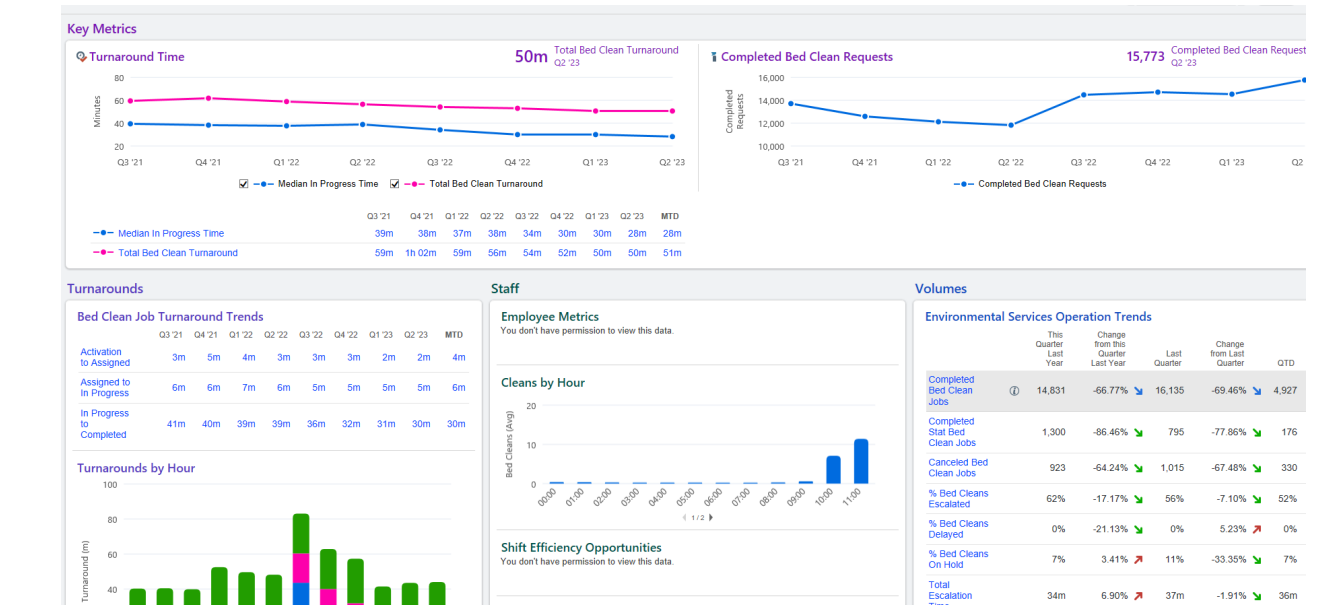 Key Metrics
Turnaround Time
50m Total Bed Clean Turnaround
Q2 '23
80
60
40
20
Minutes
Q3 '21 Q4 '21 Q1 '22 Q2 '22 Q3 '22 Q4 '22 Q1 '23 Q2 '23
Median In Progress Time Total Bed Clean Turnaround
Q3 '21 Q4 '21 Q1 '22 Q2 '22 Q3 '22 Q4 '22 Q1 '23 Q2 '23 MTD
Median In Progress Time 39m 38m 37m 38m 34m 30m 30m 28m 28m
Total Bed Clean Turnaround 59m 1h 02m 59m 56m 54m 52m 50m 50m 51m
Completed Bed Clean Requests
15,773 Completed Bed Clean Request
Q2 '23
16,000
14,000
12,000
10,000
Completed
Requests
Q3 '21 Q4 '21 Q1 '22 Q2 '22 Q3 '22 Q4 '22 Q1 '23 Q2
Completed Bed Clean Requests
Turnarounds
Bed Clean Job Turnaround Trends
Q3 '21 Q4 '21 Q1 '22 Q2 '22 Q3 '22 Q4 '22 Q1 '23 Q2 '23 MTD
Activation
to Assigned 3m 5m 4m 3m 3m 3m 2m 2m 4m
Assigned to
In Progress 6m 6m 7m 6m 5m 5m 5m 5m 6m
In Progress
to
Completed 41m 40m 39m 39m 36m 32m 31m 30m 30m
Turnarounds by Hour
100
80
60
40
Turnaround (m)
Staff
Employee Metrics
You don't have permission to view this data.
Cleans by Hour
20
10
0
Bed Cleans (Avg)
00:00 01:00 02:00 03:00 04:00 05:00 06:00 07:00 08:00 09:00 10:00 11:00
1/2
Shift Efficiency Opportunities
You don't have permission to view this data.
Volumes
Environmental Services Operation Trends
This
Quarter
Last
Year
Change
from this
Quarter
Last Year
Last
Quarter
Change
from Last
Quarter
QTD
Completed
Bed Clean
Jobs 14,831 -66.77% 16,135 -69.46% 4,927
Completed
Stat Bed
Clean Jobs 1,300 -86.46% 795 -77.86% 176
Canceled Bed
Clean Jobs 923 -64.24% 1,015 -67.48% 330
% Bed Cleans
Escalated 62% -17.17% 56% -7.10% 52%
% Bed Cleans
Delayed 0% -21.13% 0% 5.23% 0%
% Bed Cleans
On Hold 7% 3.41% 11% -33.35% 7%
Total
Escalation
Time 34m 6.90% 37m -1.91% 36m